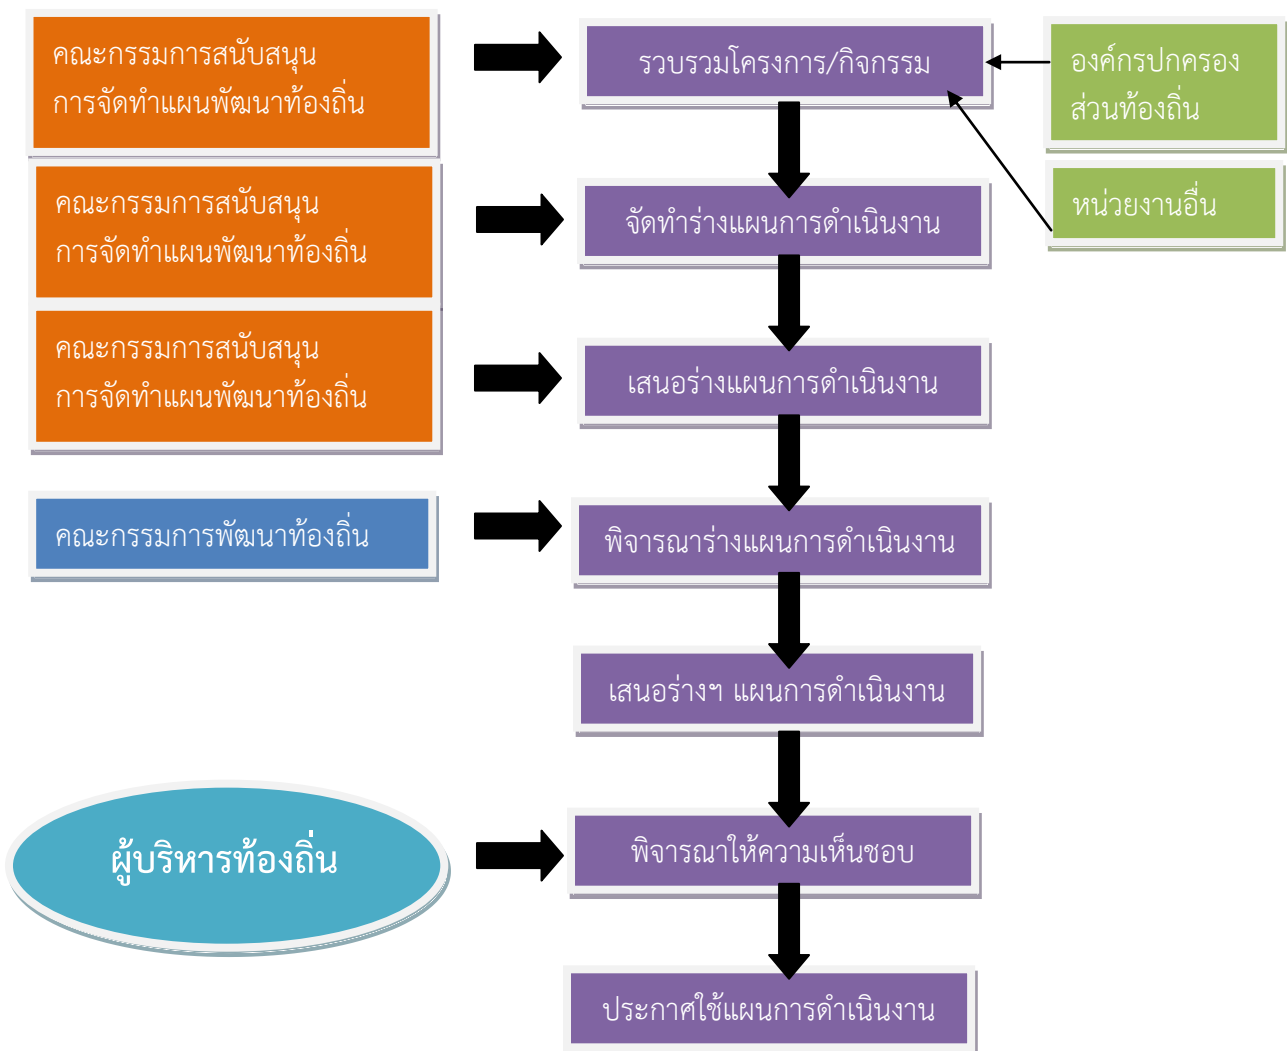 คณะกรรมการสนับสนุน
การจัดทำแผนพัฒนาท้องถิ่น
รวบรวมโครงการ/กิจกรรม
องค์กรปกครอง
ส่วนท้องถิ่น
คณะกรรมการสนับสนุน
การจัดทำแผนพัฒนาท้องถิ่น
จัดทำร่างแผนการดำเนินงาน
หน่วยงานอื่น
คณะกรรมการสนับสนุน
การจัดทำแผนพัฒนาท้องถิ่น
เสนอร่างแผนการดำเนินงาน
คณะกรรมการพัฒนาท้องถิ่น
พิจารณาร่างแผนการดำเนินงาน
เสนอร่างฯ แผนการดำเนินงาน
ผู้บริหารท้องถิ่น
พิจารณาให้ความเห็นชอบ
ประกาศใช้แผนการดำเนินงาน